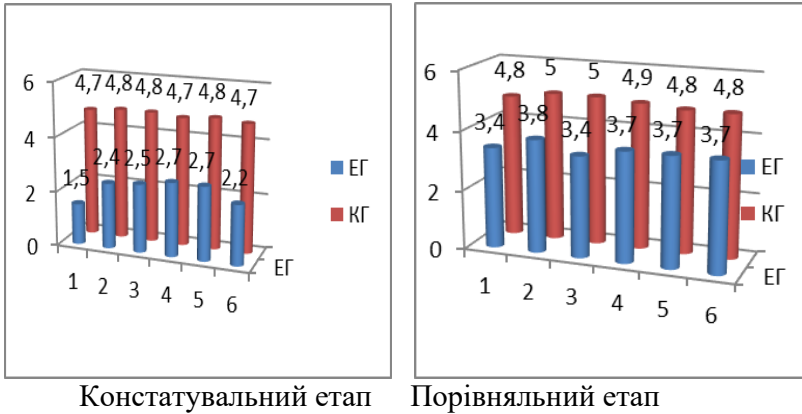 6
4
2
0
4,7 4,8 4,8 4,7 4,8 4,7
1,5 2,4 2,5 2,7 2,7 2,2
1 2 3 4 5 6
ЕГ
ЕГ
КГ
6
4
2
0
4,8 5 5 4,9 4,8 4,8
3,4 3,8 3,4 3,7 3,7 3,7
1 2 3 4 5 6
ЕГ
ЕГ
КГ
Констатувальний етап Порівняльний етап